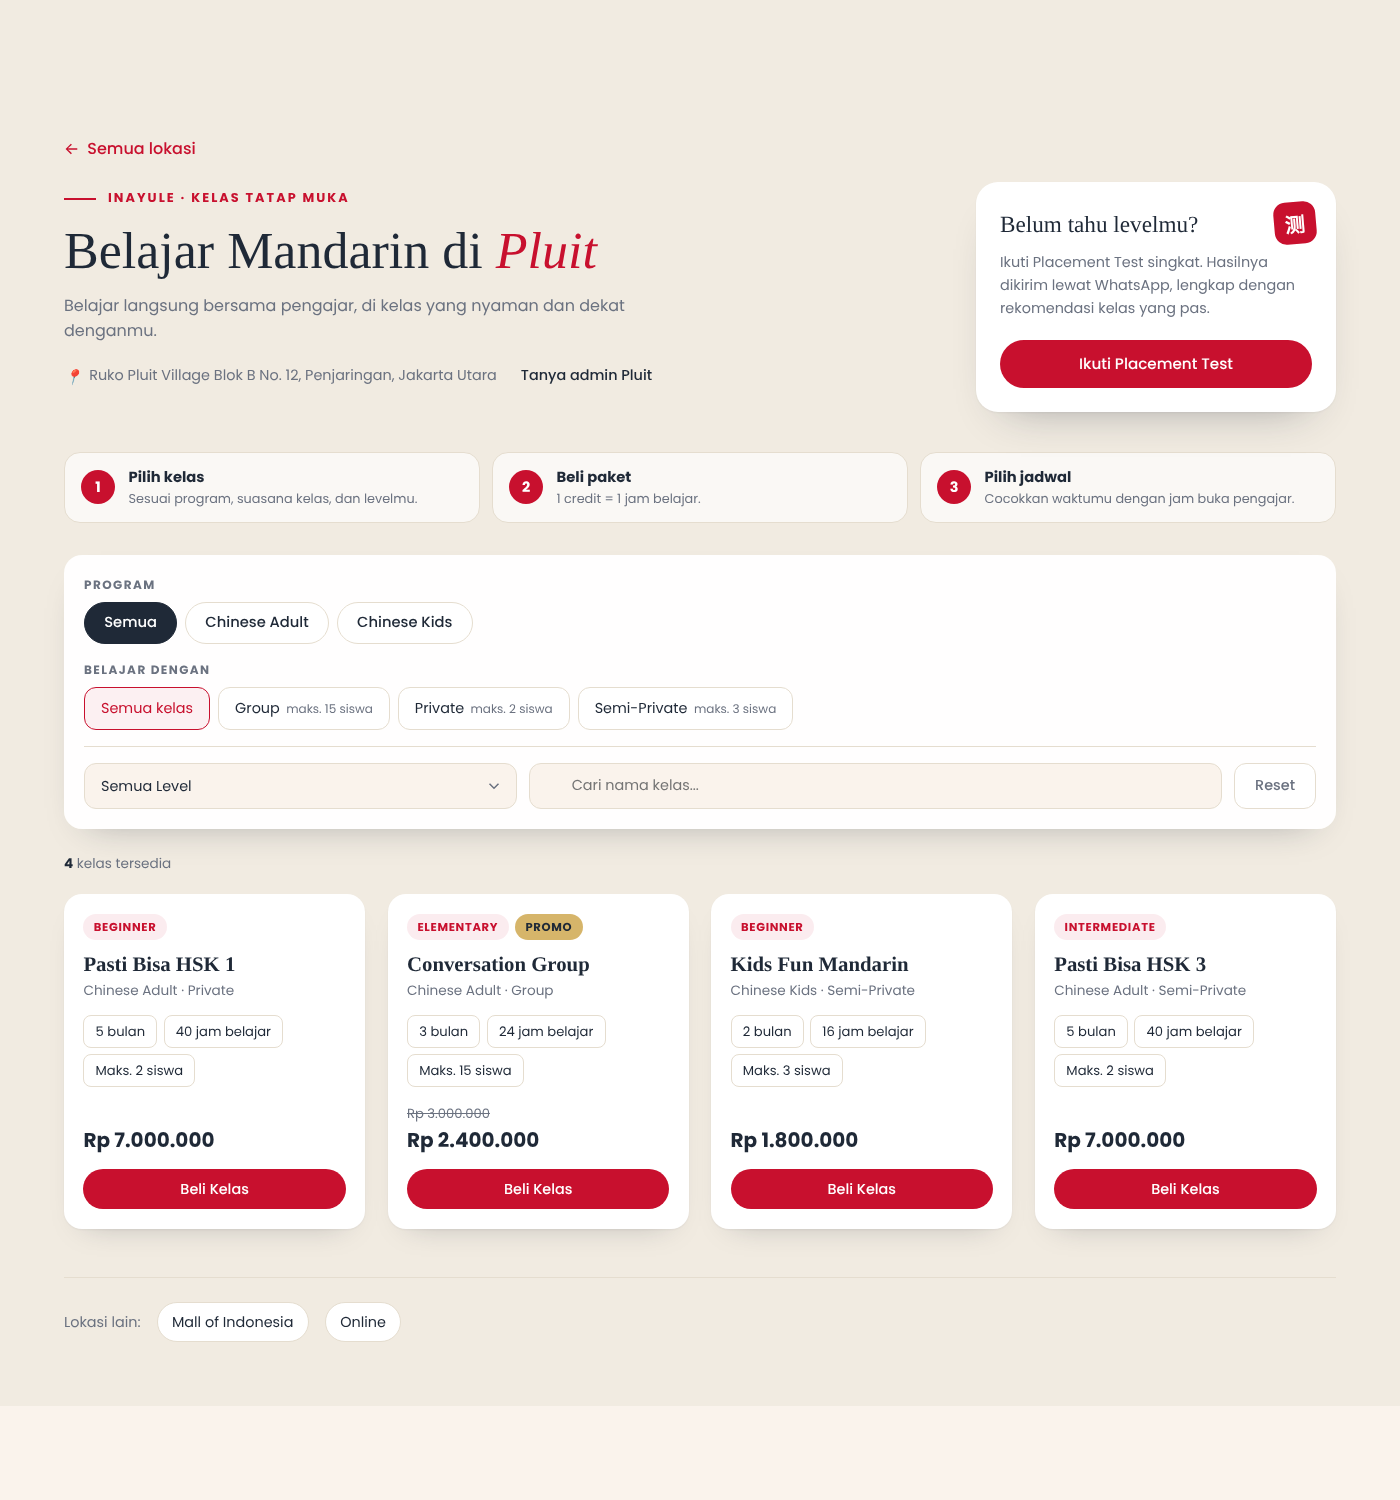 ← Semua lokasi
INAYULE · KELAS TATAP MUKA
Belajar Mandarin di Pluit
Belajar langsung bersama pengajar, di kelas yang nyaman dan dekat
denganmu.
📍 Ruko Pluit Village Blok B No. 12, Penjaringan, Jakarta Utara
Tanya admin Pluit
Belum tahu levelmu?
测
Ikuti Placement Test singkat. Hasilnya
dikirim lewat WhatsApp, lengkap dengan
rekomendasi kelas yang pas.
Ikuti Placement Test
1
Pilih kelas
Sesuai program, suasana kelas, dan levelmu.
2
Beli paket
1 credit = 1 jam belajar.
3
Pilih jadwal
Cocokkan waktumu dengan jam buka pengajar.
PROGRAM
Semua
Chinese Adult
Chinese Kids
BELAJAR DENGAN
Semua kelas
Group maks. 15 siswa
Private maks. 2 siswa
Semi-Private maks. 3 siswa
Semua Level
Cari nama kelas...
Reset
4 kelas tersedia
BEGINNER
Pasti Bisa HSK 1
Chinese Adult · Private
5 bulan
40 jam belajar
Maks. 2 siswa
Rp 7.000.000
Beli Kelas
ELEMENTARY
PROMO
Conversation Group
Chinese Adult · Group
3 bulan
24 jam belajar
Maks. 15 siswa
Rp 3.000.000
Rp 2.400.000
Beli Kelas
BEGINNER
Kids Fun Mandarin
Chinese Kids · Semi-Private
2 bulan
16 jam belajar
Maks. 3 siswa
Rp 1.800.000
Beli Kelas
INTERMEDIATE
Pasti Bisa HSK 3
Chinese Adult · Semi-Private
5 bulan
40 jam belajar
Maks. 2 siswa
Rp 7.000.000
Beli Kelas
Lokasi lain:
Mall of Indonesia
Online